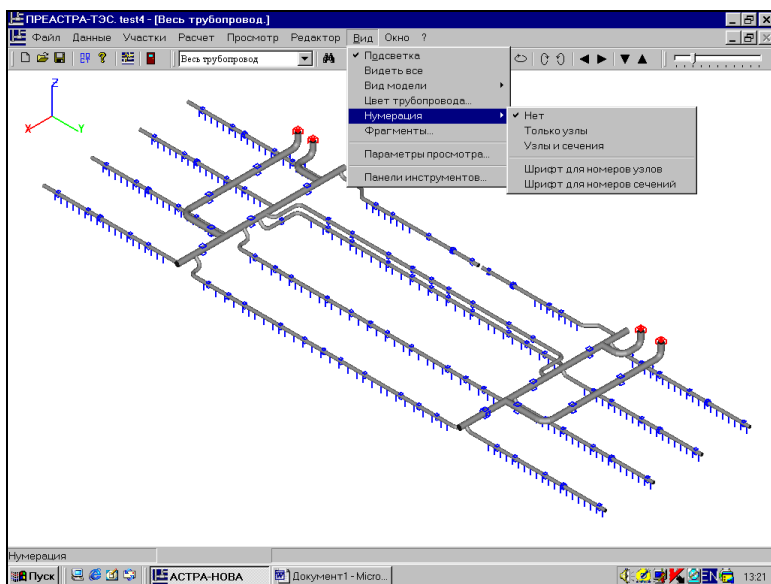 ПРЕАСТРА-ТЭС. test4 - [Весь трубопровод.]
Файл Данные Участки Расчет Просмотр Редактор Вид Окно ?
Весь трубопровод
Подсветка
Видеть все
Вид модели
Цвет трубопровода...
Нумерация
Фрагменты...
Параметры просмотра...
Панели инструментов...
Нет
Только узлы
Узлы и сечения
Шрифт для номеров узлов
Шрифт для номеров сечений
Z
X
Y
Нумерация
Пуск
АСТРА-НОВА
Документ1 - Micro...
EN
13:21